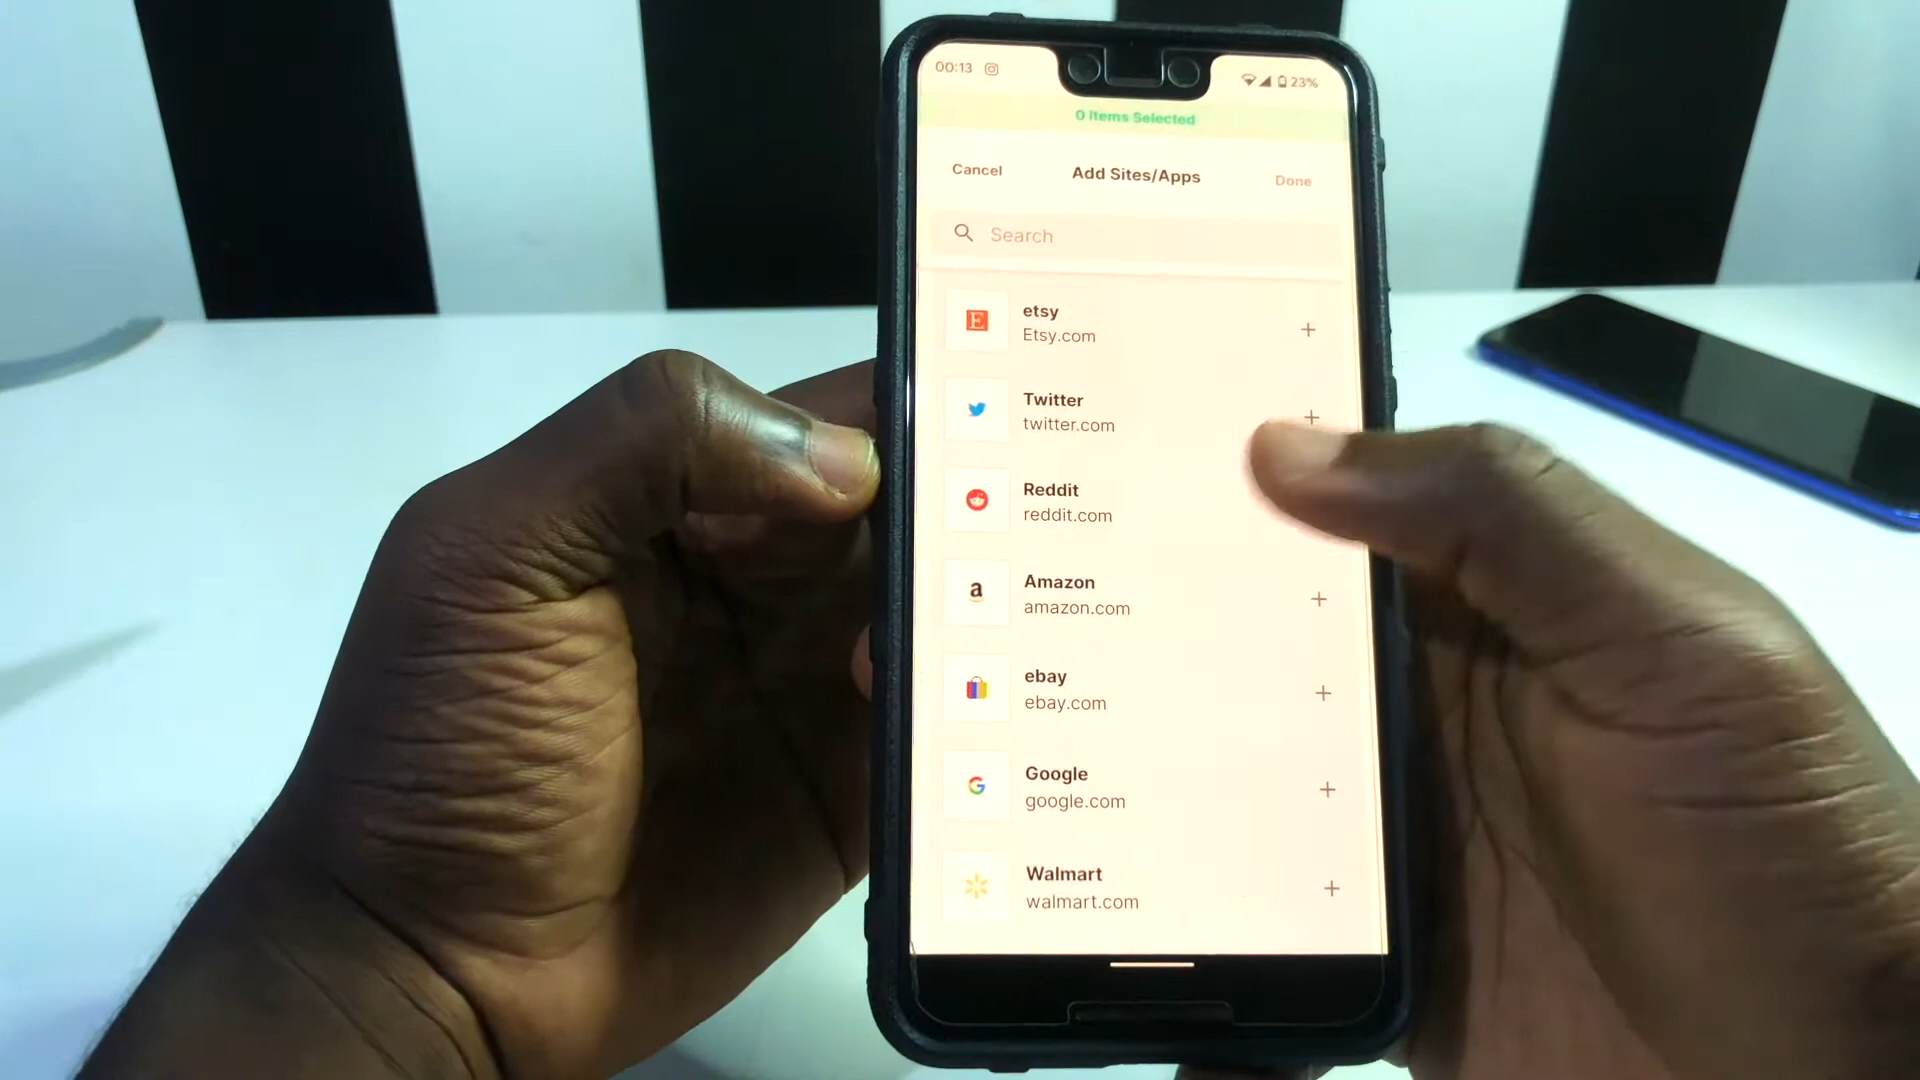 00:13
23%
0 Items Selected
Cancel
Add Sites/Apps
Done
Search
E
etsy
Etsy.com
+
Twitter
twitter.com
+
Reddit
reddit.com
a
Amazon
amazon.com
+
ebay
ebay.com
+
G
Google
google.com
+
Walmart
walmart.com
+